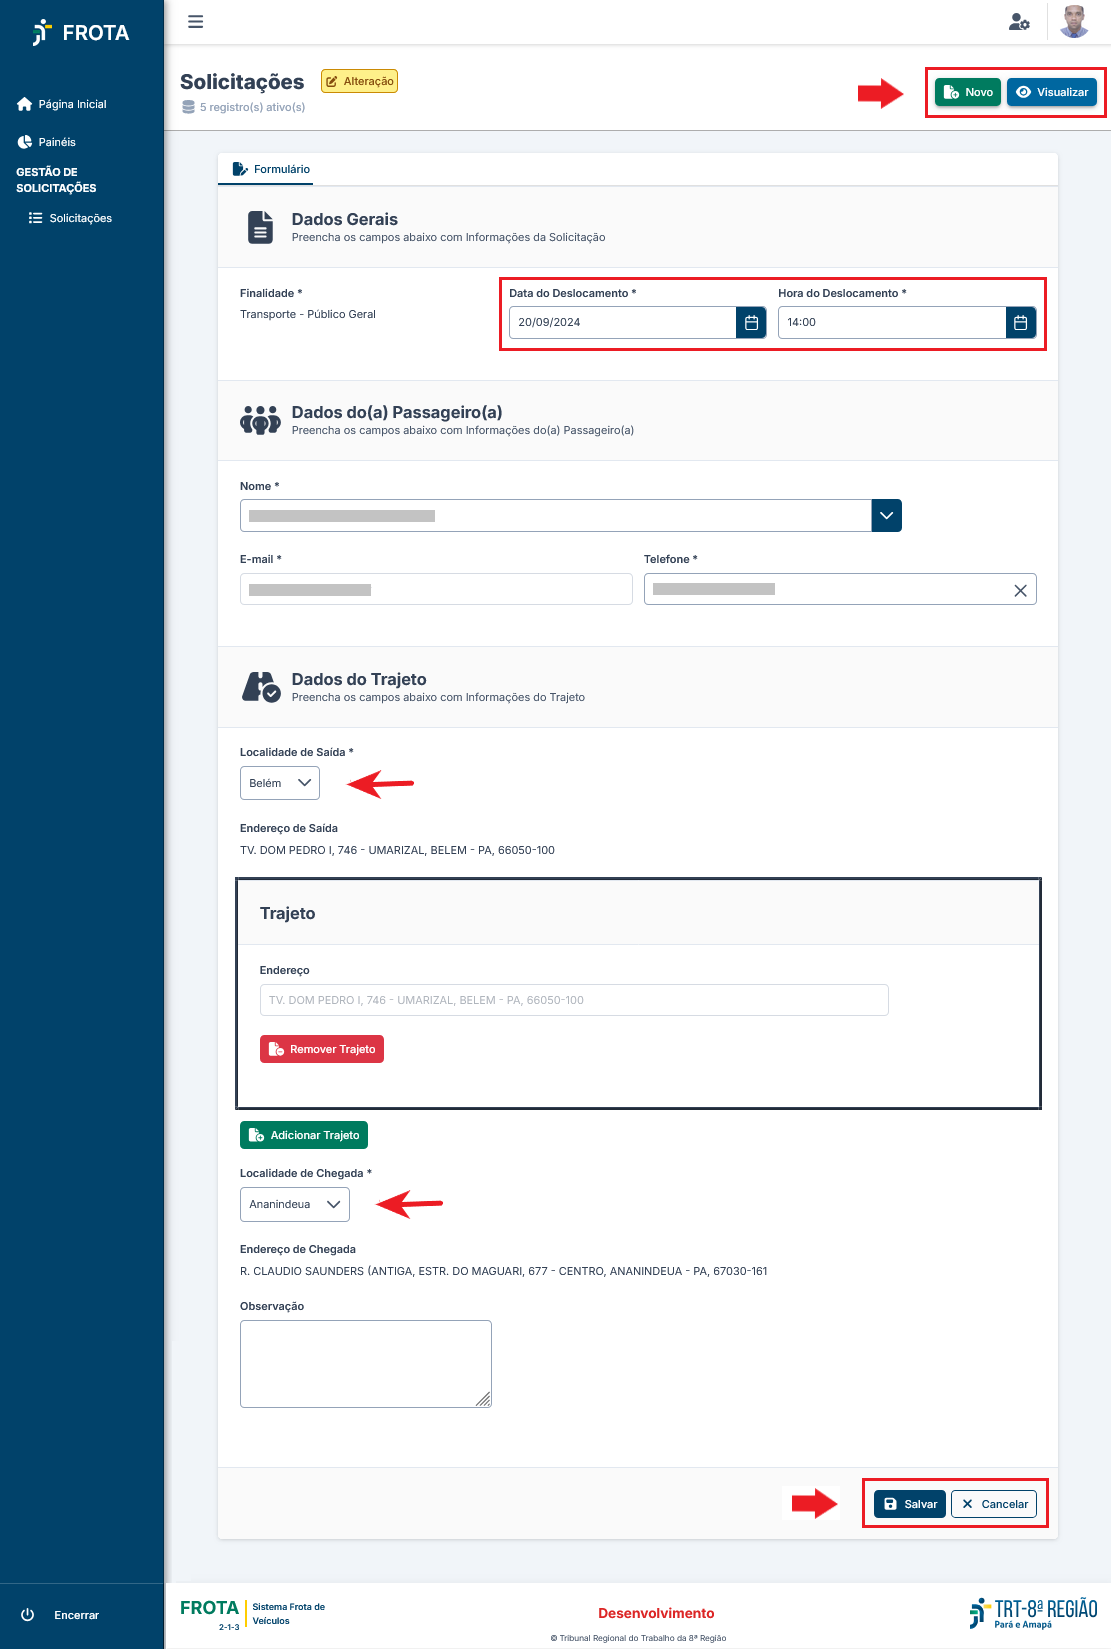 FROTA
Página Inicial
Painéis
GESTÃO DE
SOLICITAÇÕES
Solicitações
Encerrar
Solicitações
Alteração
5 registro(s) ativo(s)
Novo
Visualizar
Formulário
Dados Gerais
Preencha os campos abaixo com Informações da Solicitação
Finalidade *
Transporte - Público Geral
Data do Deslocamento *
20/09/2024
Hora do Deslocamento *
14:00
Dados do(a) Passageiro(a)
Preencha os campos abaixo com Informações do(a) Passageiro(a)
Nome *
E-mail *
Telefone *
Dados do Trajeto
Preencha os campos abaixo com Informações do Trajeto
Localidade de Saída *
Belém
Endereço de Saída
TV. DOM PEDRO I, 746 - UMARIZAL, BELEM - PA, 66050-100
Trajeto
Endereço
TV. DOM PEDRO I, 746 - UMARIZAL, BELEM - PA, 66050-100
Remover Trajeto
Adicionar Trajeto
Localidade de Chegada *
Ananindeua
Endereço de Chegada
R. CLAUDIO SAUNDERS (ANTIGA, ESTR. DO MAGUARI, 677 - CENTRO, ANANINDEUA - PA, 67030-161
Observação
Salvar
Cancelar
FROTA
2-1-3
Sistema Frota de
Veículos
Desenvolvimento
© Tribunal Regional do Trabalho da 8ª Região
TRT-8ª REGIÃO
Pará e Amapá